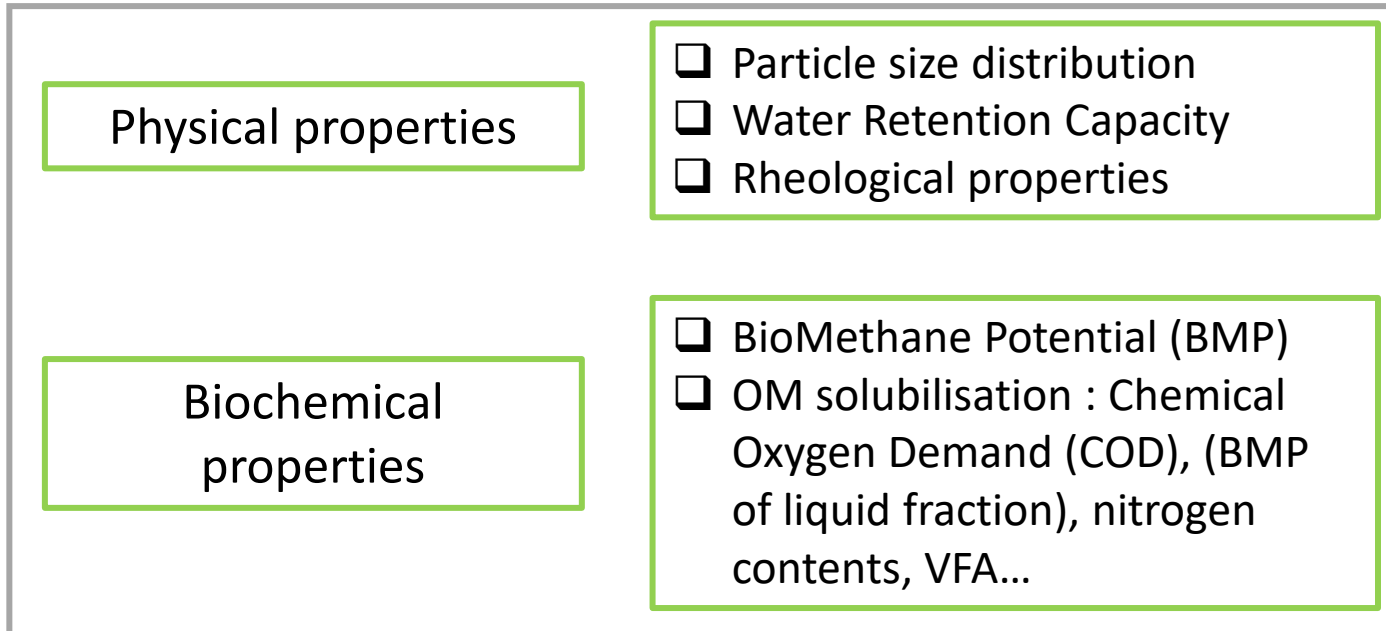 Physical properties
❑ Particle size distribution
❑ Water Retention Capacity
❑ Rheological properties
Biochemical
properties
❑ BioMethane Potential (BMP)
❑ OM solubilisation : Chemical
Oxygen Demand (COD), (BMP
of liquid fraction), nitrogen
contents, VFA…